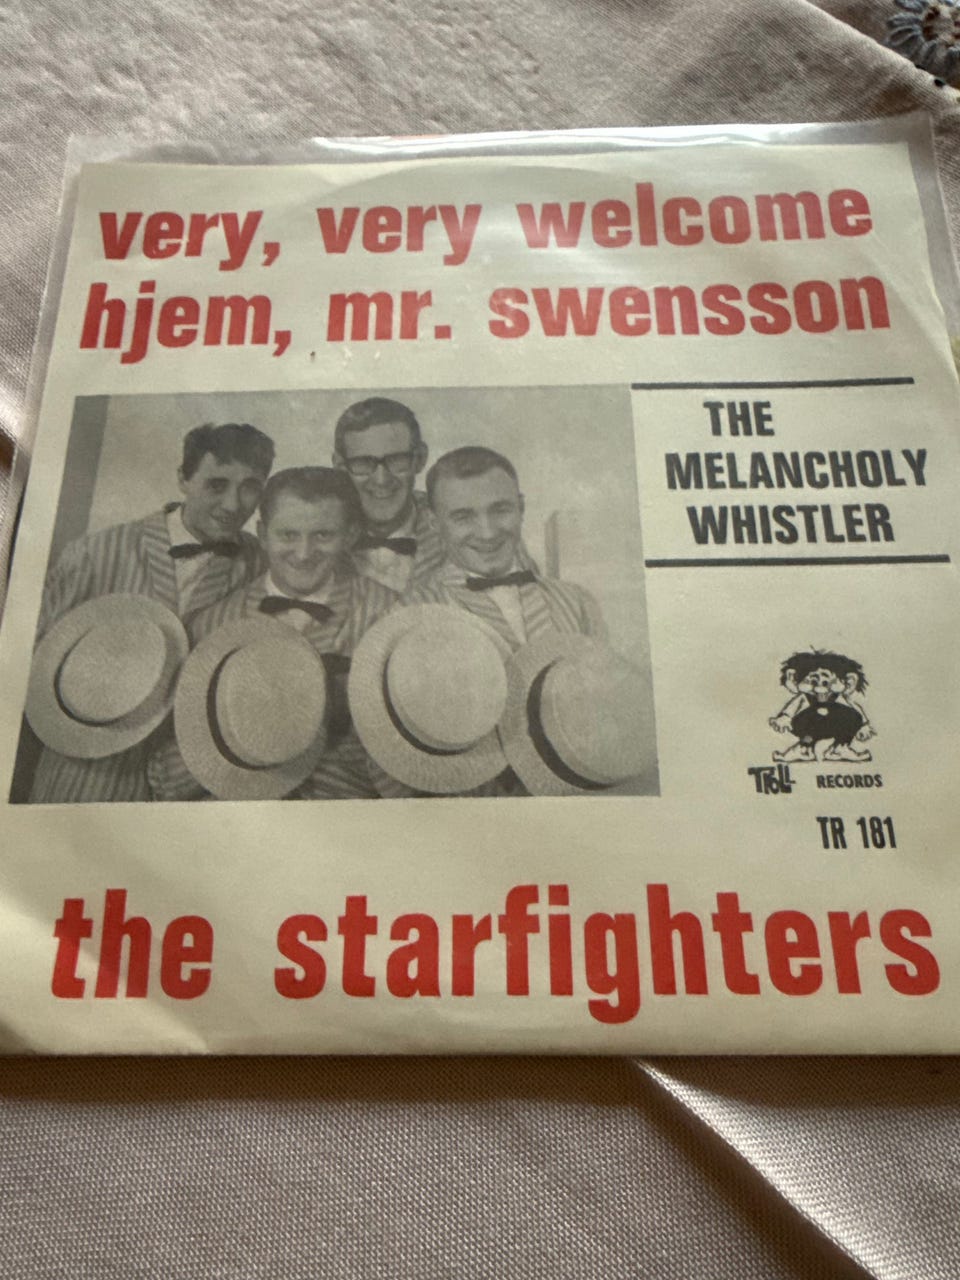 very, very welcome
hjem, mr. swensson
THE
MELANCHOLY
WHISTLER
Troll RECORDS
TR 181
the starfighters